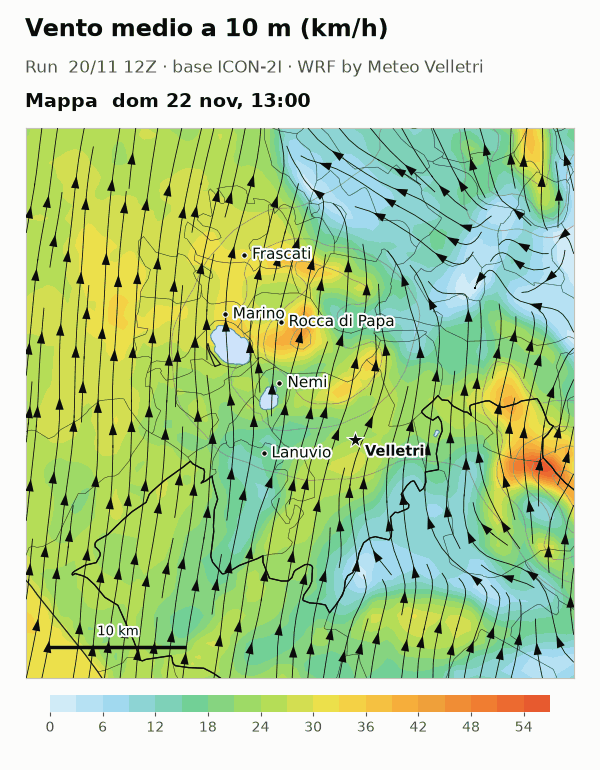 Vento medio a 10 m (km/h)
Run  20/11 12Z · base ICON-2I · WRF by Meteo Velletri
Mappa  dom 22 nov, 13:00
Frascati
Marino
Rocca di Papa
Nemi
Velletri
Lanuvio
10 km
0 6 12 18 24 30 36 42 48 54